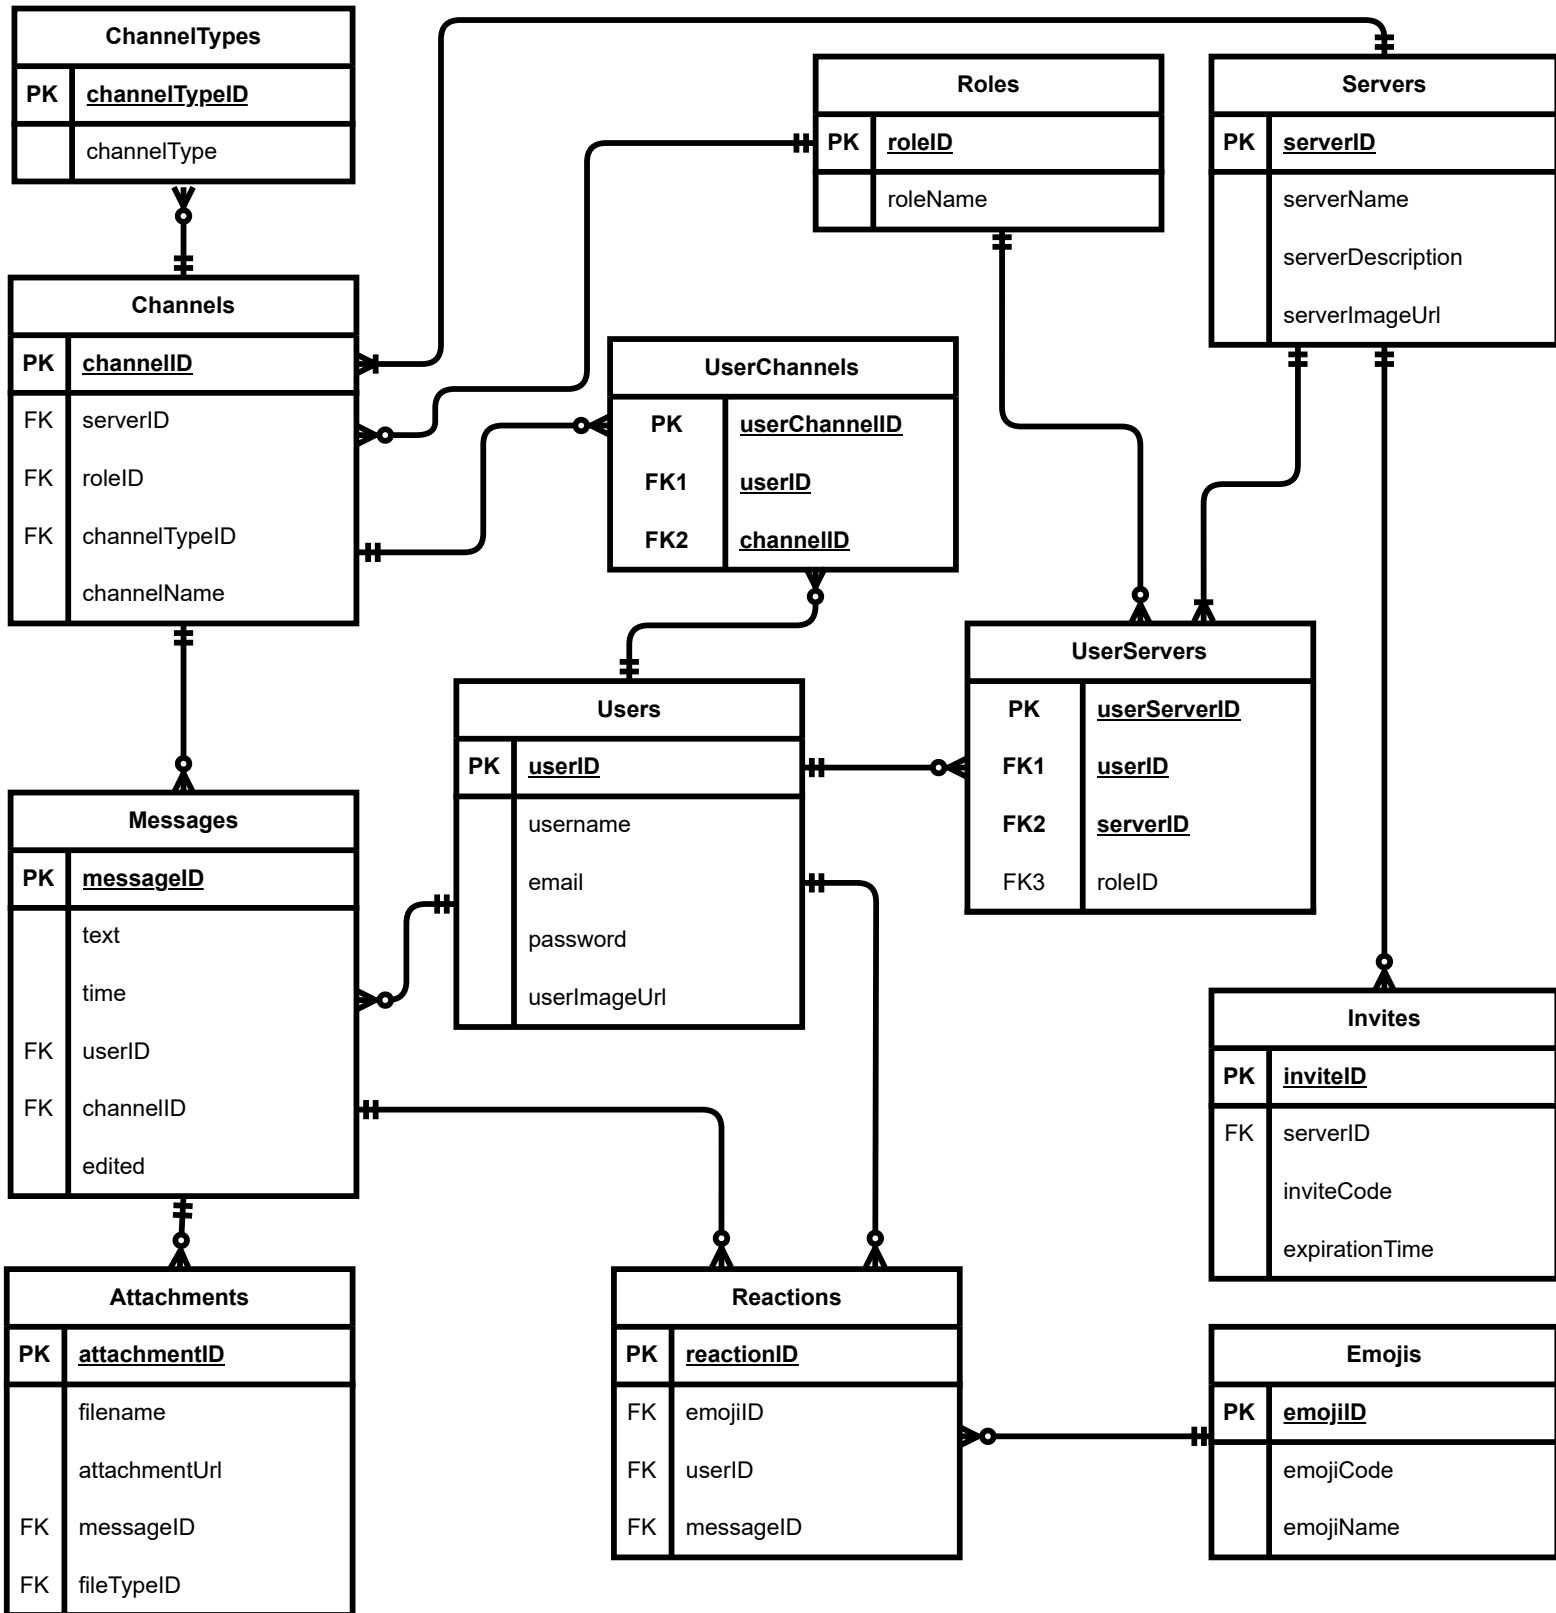 ChannelTypes
PK channelTypeID
channelType
Roles
PK roleID
roleName
Servers
PK serverID
serverName
serverDescription
serverImageUrl
Channels
PK channelID
FK serverID
FK roleID
FK channelTypeID
channelName
UserChannels
PK userChannelID
FK1 userID
FK2 channelID
UserServers
PK userServerID
FK1 userID
FK2 serverID
FK3 roleID
Users
PK userID
username
email
password
userImageUrl
Messages
PK messageID
text
time
FK userID
FK channelID
edited
Invites
PK inviteID
FK serverID
inviteCode
expirationTime
Attachments
PK attachmentID
filename
attachmentUrl
FK messageID
FK fileTypeID
Reactions
PK reactionID
FK emojiID
FK userID
FK messageID
Emojis
PK emojiID
emojiCode
emojiName